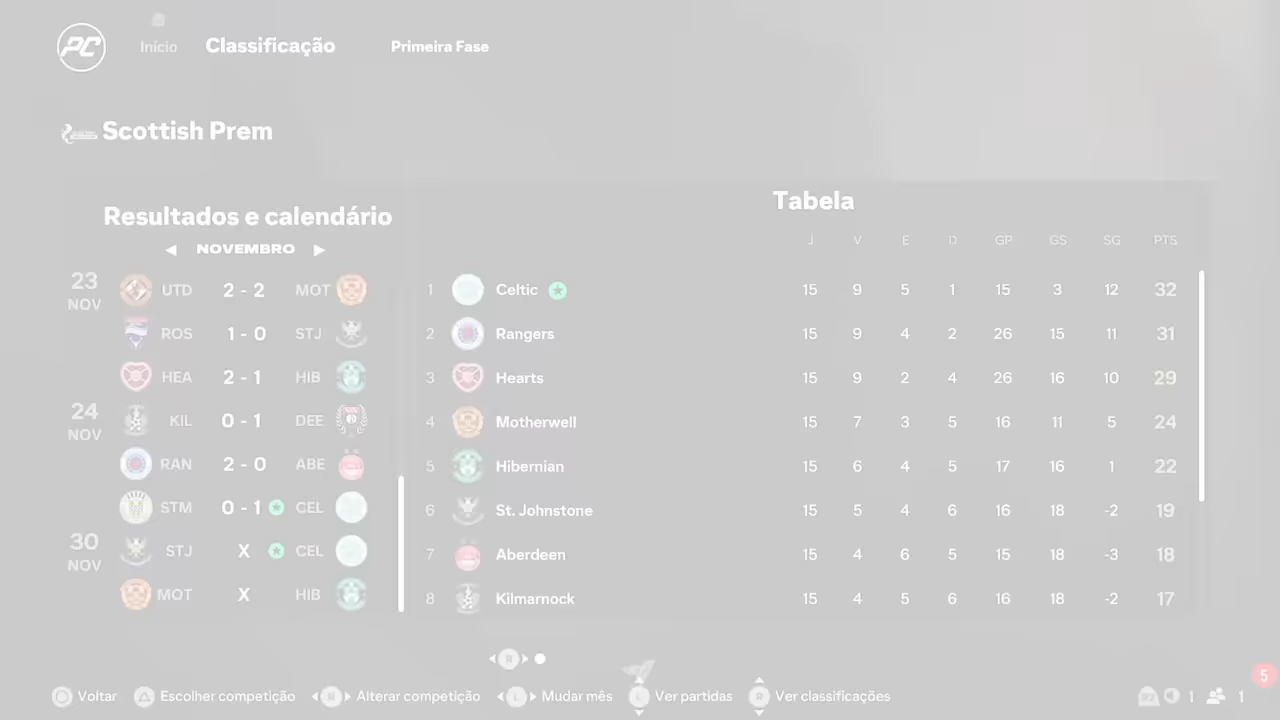 Início Classificação Primeira Fase
Scottish Prem
Resultados e calendário
NOVEMBRO
23 NOV UTD 2 - 2 MOT
ROS 1 - 0 STJ
HEA 2 - 1 HIB
24 NOV KIL 0 - 1 DEE
RAN 2 - 0 ABE
STM 0 - 1 CEL
30 NOV STJ X CEL
MOT X HIB
Tabela
J V E D GP GS SG PTS
1 Celtic 15 9 5 1 15 3 12 32
2 Rangers 15 9 4 2 26 15 11 31
3 Hearts 15 9 2 4 26 16 10 29
4 Motherwell 15 7 3 5 16 11 5 24
5 Hibernian 15 6 4 5 17 16 1 22
6 St. Johnstone 15 5 4 6 16 18 -2 19
7 Aberdeen 15 4 6 5 15 18 -3 18
8 Kilmarnock 15 4 5 6 16 18 -2 17
R
Voltar Escolher competição Alterar competição L Mudar mês L Ver partidas R Ver classificações 1 1
5